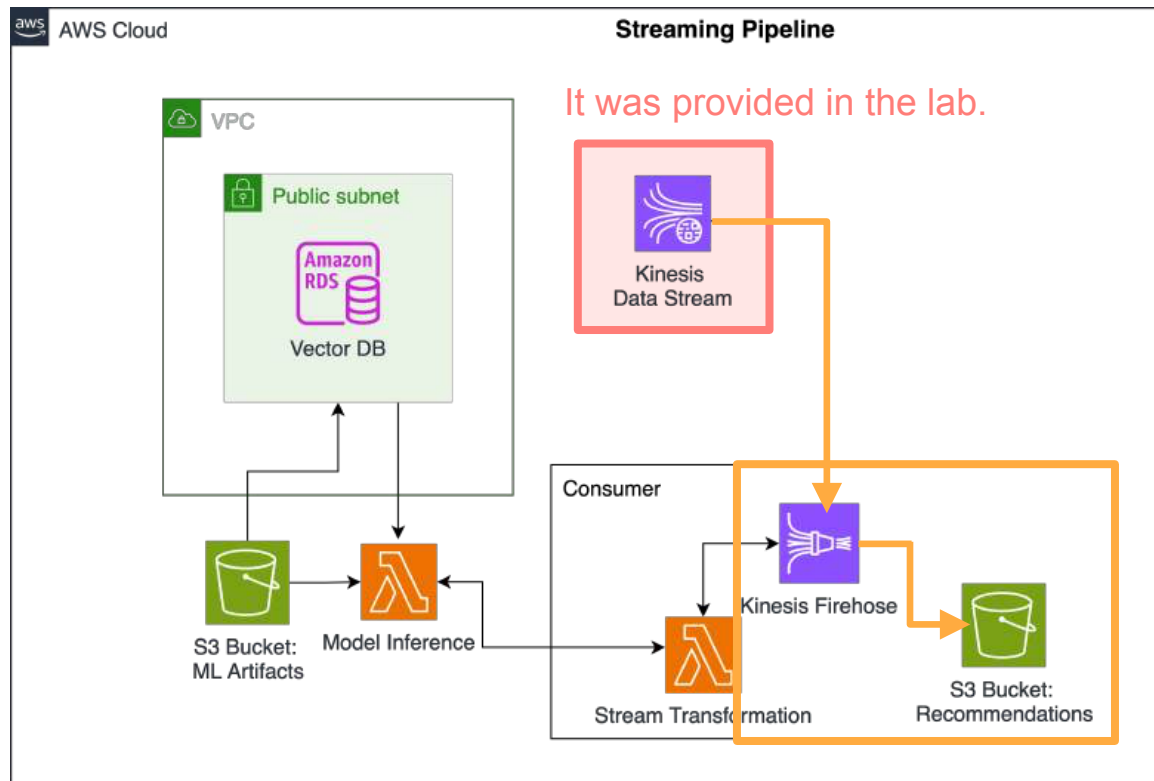 aws
AWS Cloud
Streaming Pipeline
It was provided in the lab.
VPC
Public subnet
Amazon
RDS
Vector DB
Kinesis
Data Stream
Consumer
Kinesis Firehose
S3 Bucket:
ML Artifacts
Model Inference
Stream Transformation
S3 Bucket:
Recommendations